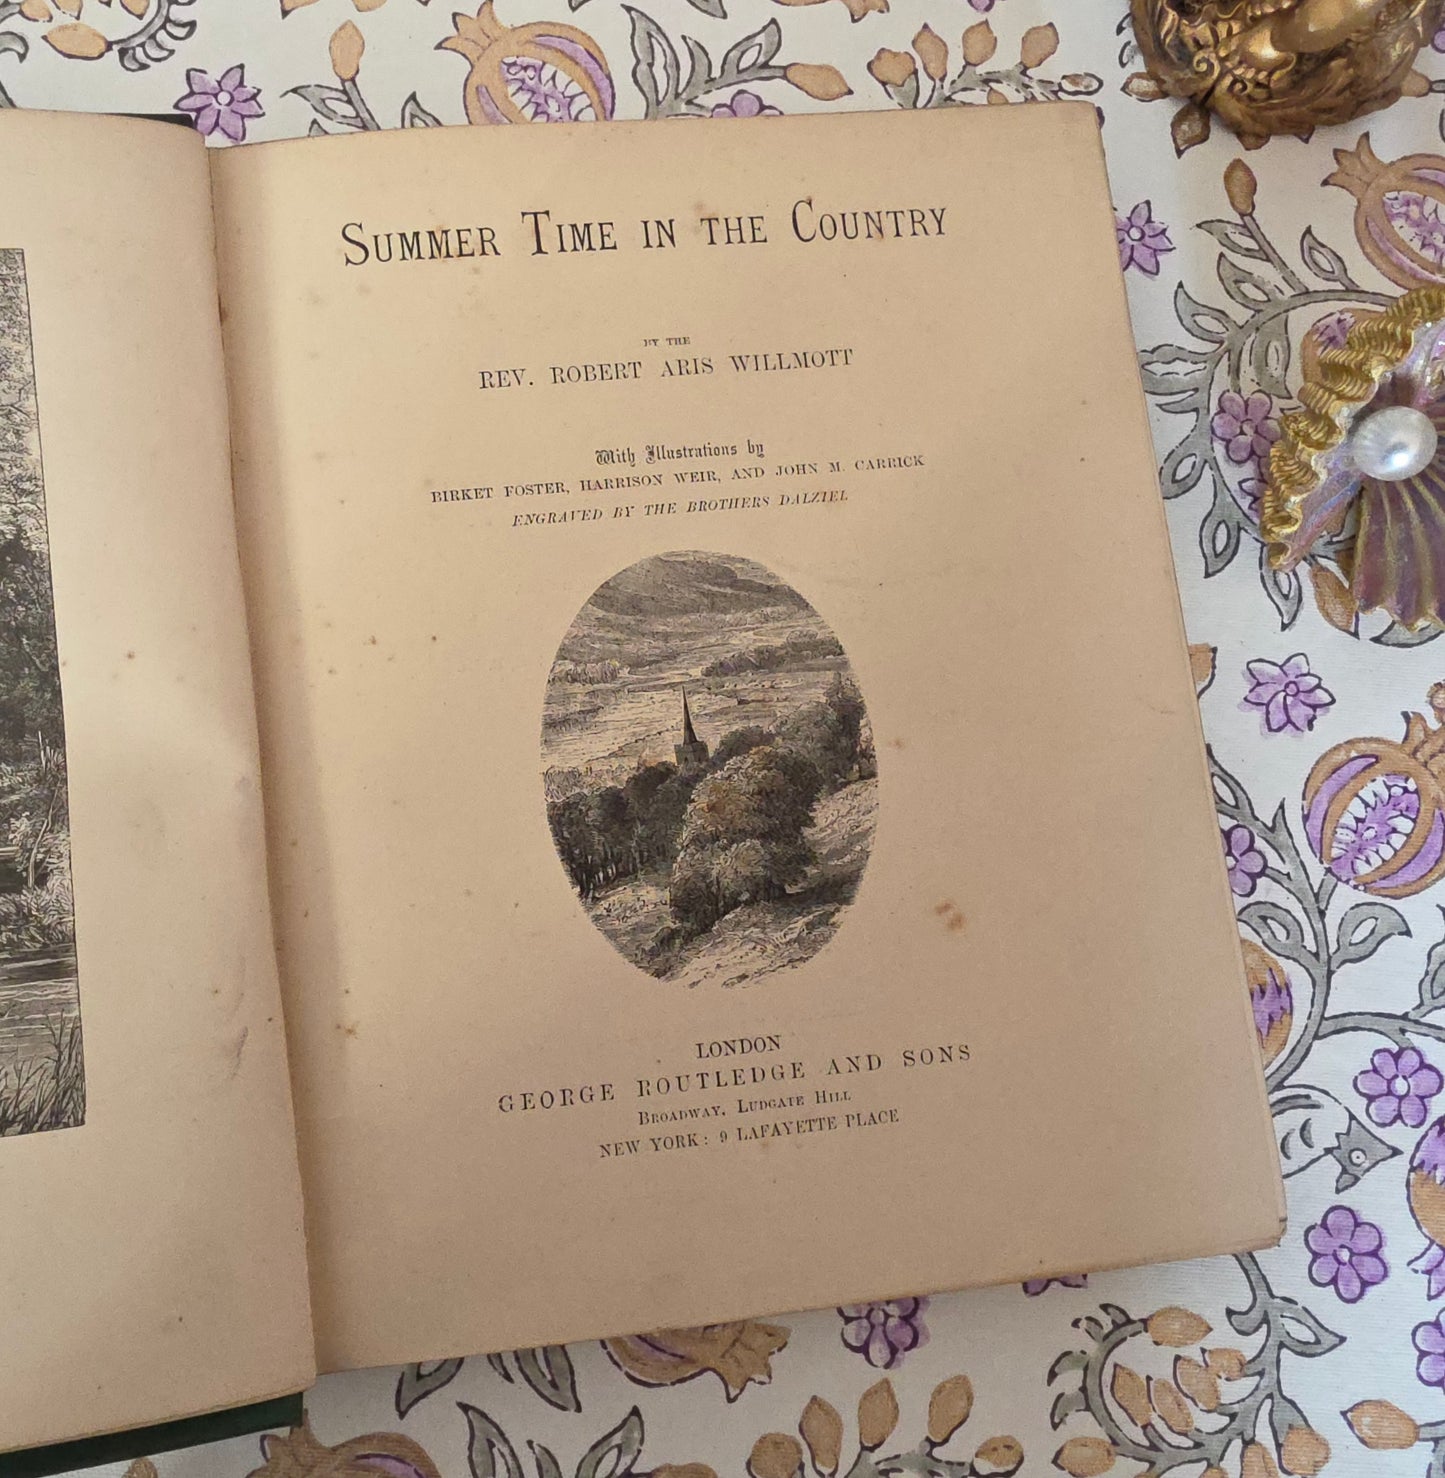 SUMMER TIME IN THE COUNTRY
BY THE
REV. ROBERT ARIS WILLMOTT
With Illustrations by
BIRKET FOSTER, HARRISON WEIR, AND JOHN M. CARRICK
ENGRAVED BY THE BROTHERS DALZIEL
LONDON
GEORGE ROUTLEDGE AND SONS
BROADWAY, LUDGATE HILL
NEW YORK: 9 LAFAYETTE PLACE